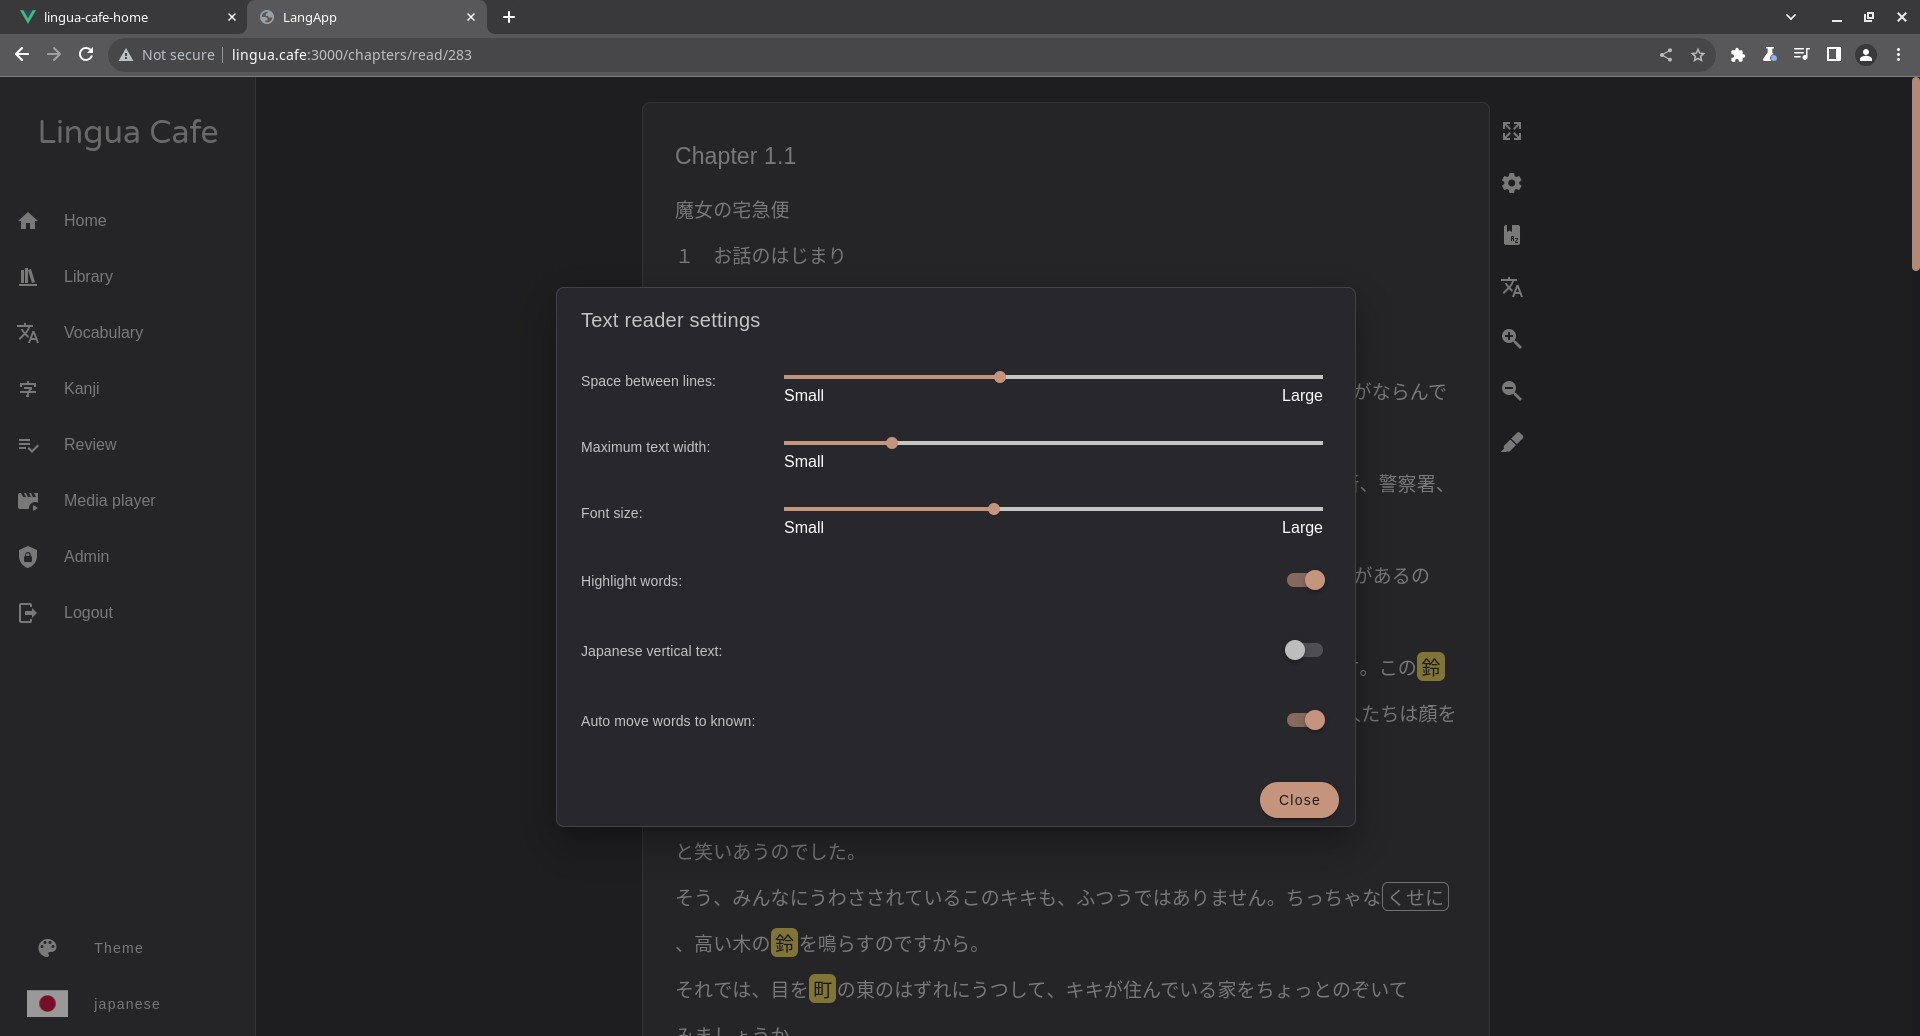 lingua-cafe-home
LangApp
Not secure
lingua.cafe:3000/chapters/read/283
Lingua Cafe
Home
Library
Vocabulary
Kanji
Review
Media player
Admin
Logout
Theme
japanese
Chapter 1.1
魔女の宅急便
１　お話のはじまり
がならんで
、警察署、
があるの
。この鈴
たちは顔を
Text reader settings
Space between lines:
Small Large
Maximum text width:
Small
Font size:
Small Large
Highlight words:
Japanese vertical text:
Auto move words to known:
Close
と笑いあうのでした。
そう、みんなにうわさされているこのキキも、ふつうではありません。ちっちゃなくせに
、高い木の鈴を鳴らすのですから。
それでは、目を町の東のはずれにうつして、キキが住んでいる家をちょっとのぞいて
みましょうか